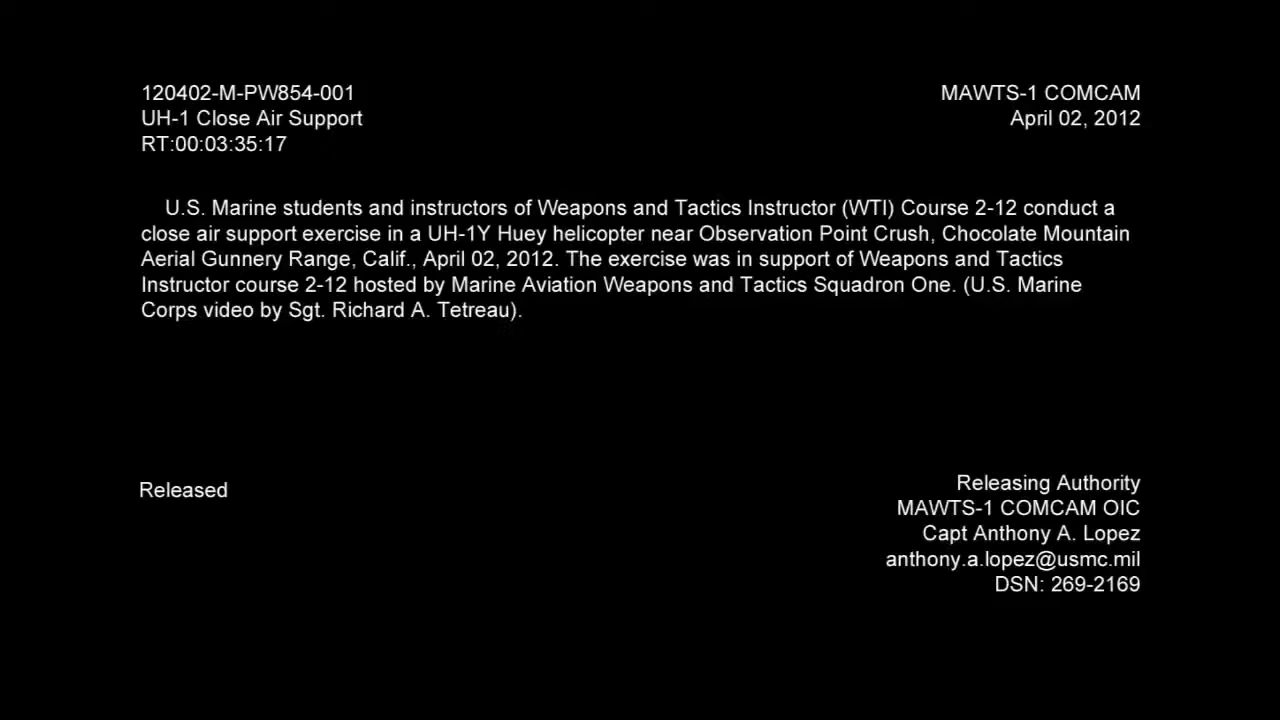 120402-M-PW854-001
UH-1 Close Air Support
RT:00:03:35:17
MAWTS-1 COMCAM
April 02, 2012
U.S. Marine students and instructors of Weapons and Tactics Instructor (WTI) Course 2-12 conduct a
close air support exercise in a UH-1Y Huey helicopter near Observation Point Crush, Chocolate Mountain
Aerial Gunnery Range, Calif., April 02, 2012. The exercise was in support of Weapons and Tactics
Instructor course 2-12 hosted by Marine Aviation Weapons and Tactics Squadron One. (U.S. Marine
Corps video by Sgt. Richard A. Tetreau).
Released
Releasing Authority
MAWTS-1 COMCAM OIC
Capt Anthony A. Lopez
anthony.a.lopez@usmc.mil
DSN: 269-2169